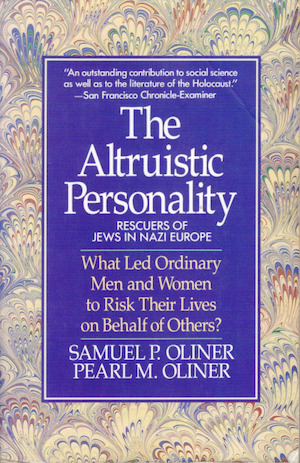 "An outstanding contribution to social science
as well as to the literature of the Holocaust."
—San Francisco Chronicle-Examiner
The
Altruistic
Personality
RESCUERS OF
JEWS IN NAZI EUROPE
What Led Ordinary
Men and Women
to Risk Their Lives
on Behalf of Others?
SAMUEL P. OLINER
PEARL M. OLINER